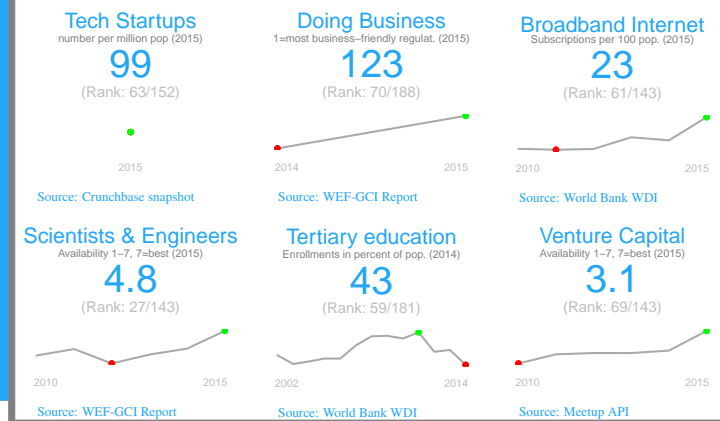 Tech Startups
number per million pop (2015)
99
(Rank: 63/152)
2015
Source: Crunchbase snapshot
Doing Business
1=most business−friendly regulat. (2015)
123
(Rank: 70/188)
2014 2015
Source: WEF-GCI Report
Broadband Internet
Subscriptions per 100 pop. (2015)
23
(Rank: 61/143)
2010 2015
Source: World Bank WDI
Scientists & Engineers
Availability 1−7, 7=best (2015)
4.8
(Rank: 27/143)
2010 2015
Source: WEF-GCI Report
Tertiary education
Enrollments in percent of pop. (2014)
43
(Rank: 59/181)
2002 2014
Source: World Bank WDI
Venture Capital
Availability 1−7, 7=best (2015)
3.1
(Rank: 69/143)
2010 2015
Source: Meetup API